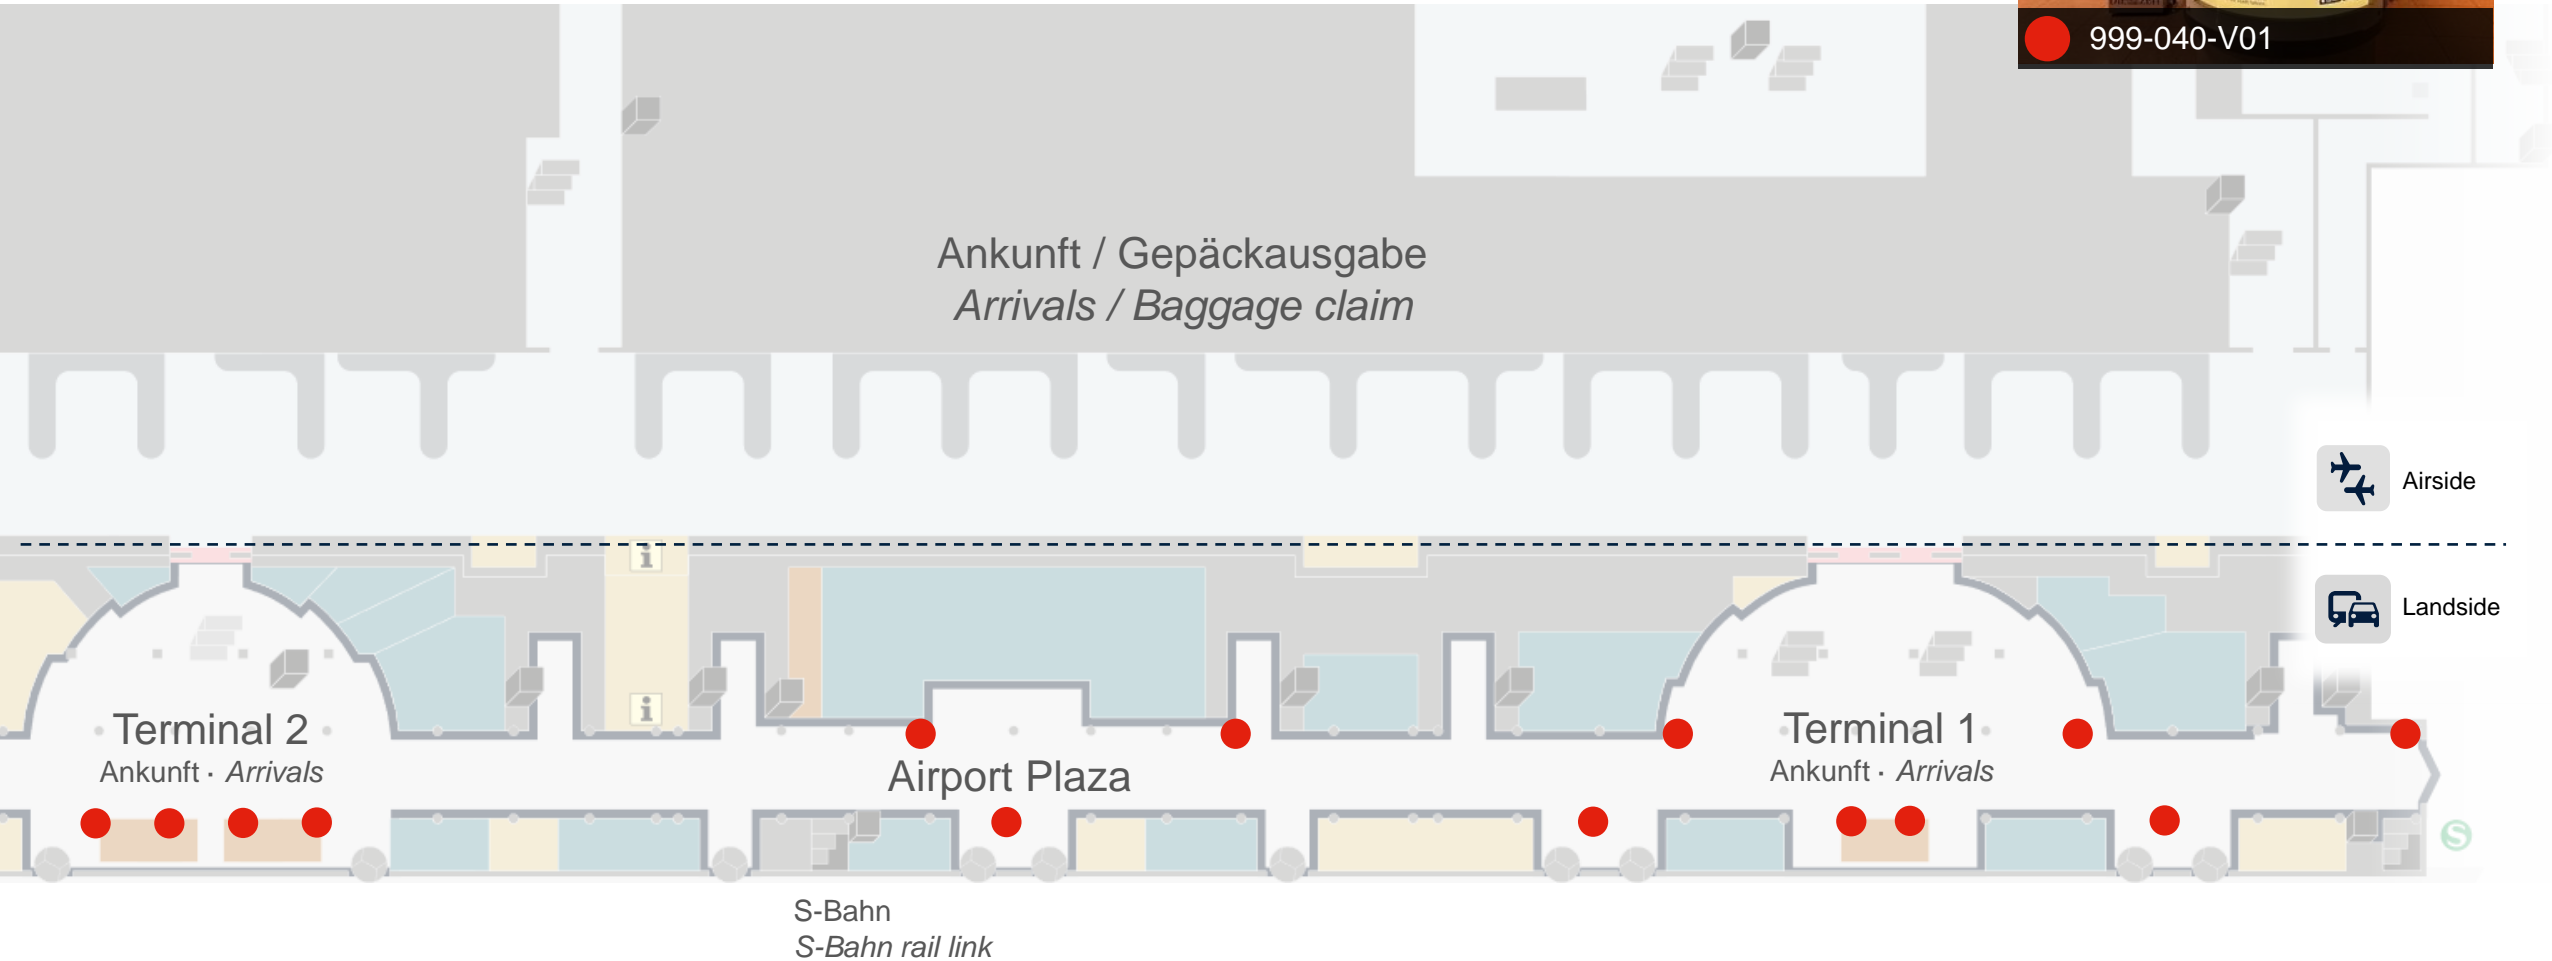 999-040-V01
Ankunft / Gepäckausgabe
Arrivals / Baggage claim
Airside
Landside
i
i
Terminal 2
Ankunft · Arrivals
Airport Plaza
Terminal 1
Ankunft · Arrivals
S
S-Bahn
S-Bahn rail link